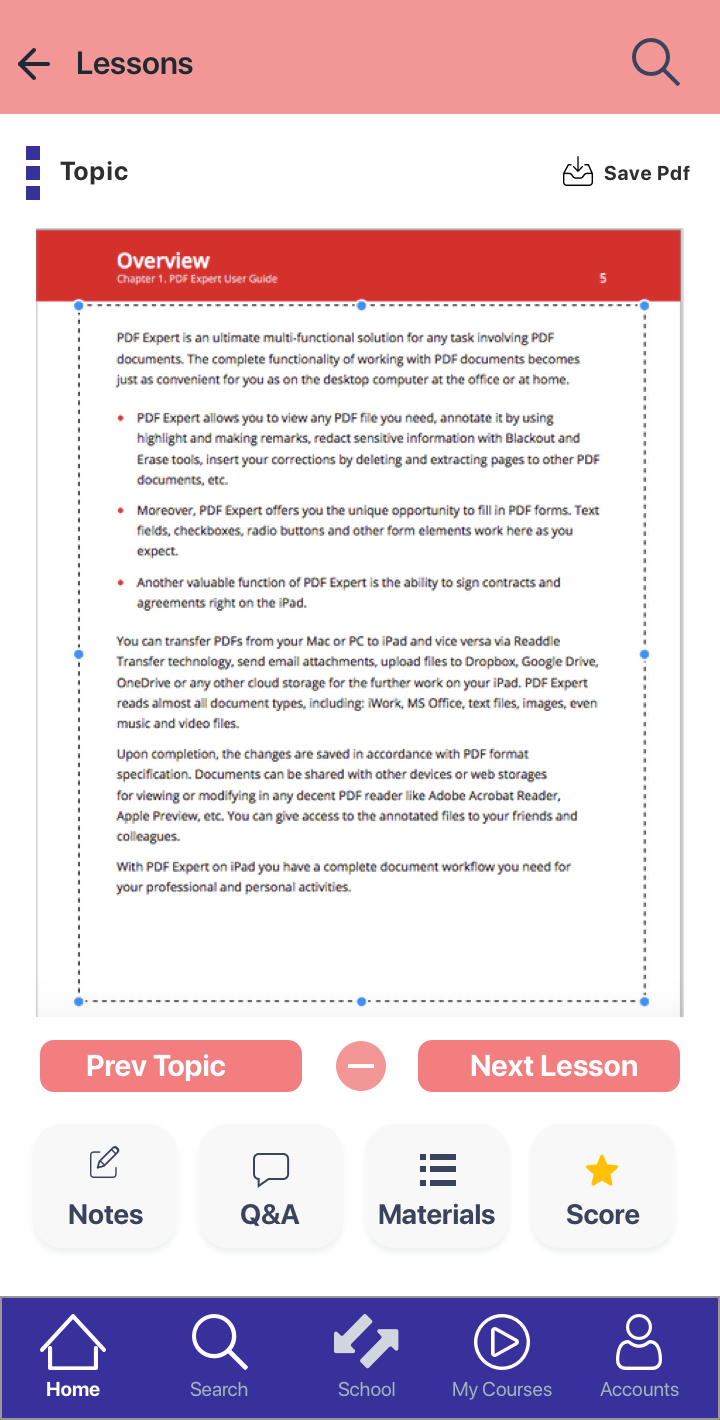 Lessons
Topic
Save Pdf
Overview
Chapter 1. PDF Expert User Guide
5
PDF Expert is an ultimate multi-functional solution for any task involving PDF
documents. The complete functionality of working with PDF documents becomes
just as convenient for you as on the desktop computer at the office or at home.
• PDF Expert allows you to view any PDF file you need, annotate it by using
highlight and making remarks, redact sensitive information with Blackout and
Erase tools, insert your corrections by deleting and extracting pages to other PDF
documents, etc.
• Moreover, PDF Expert offers you the unique opportunity to fill in PDF forms. Text
fields, checkboxes, radio buttons and other form elements work here as you
expect.
• Another valuable function of PDF Expert is the ability to sign contracts and
agreements right on the iPad.
You can transfer PDFs from your Mac or PC to iPad and vice versa via Readdle
Transfer technology, send email attachments, upload files to Dropbox, Google Drive,
OneDrive or any other cloud storage for the further work on your iPad. PDF Expert
reads almost all document types, including: iWork, MS Office, text files, images, even
music and video files.
Upon completion, the changes are saved in accordance with PDF format
specification. Documents can be shared with other devices or web storages
for viewing or modifying in any decent PDF reader like Adobe Acrobat Reader,
Apple Preview, etc. You can give access to the annotated files to your friends and
colleagues.
With PDF Expert on iPad you have a complete document workflow you need for
your professional and personal activities.
Prev Topic
Next Lesson
Notes
Q&A
Materials
Score
Home
Search
School
My Courses
Accounts